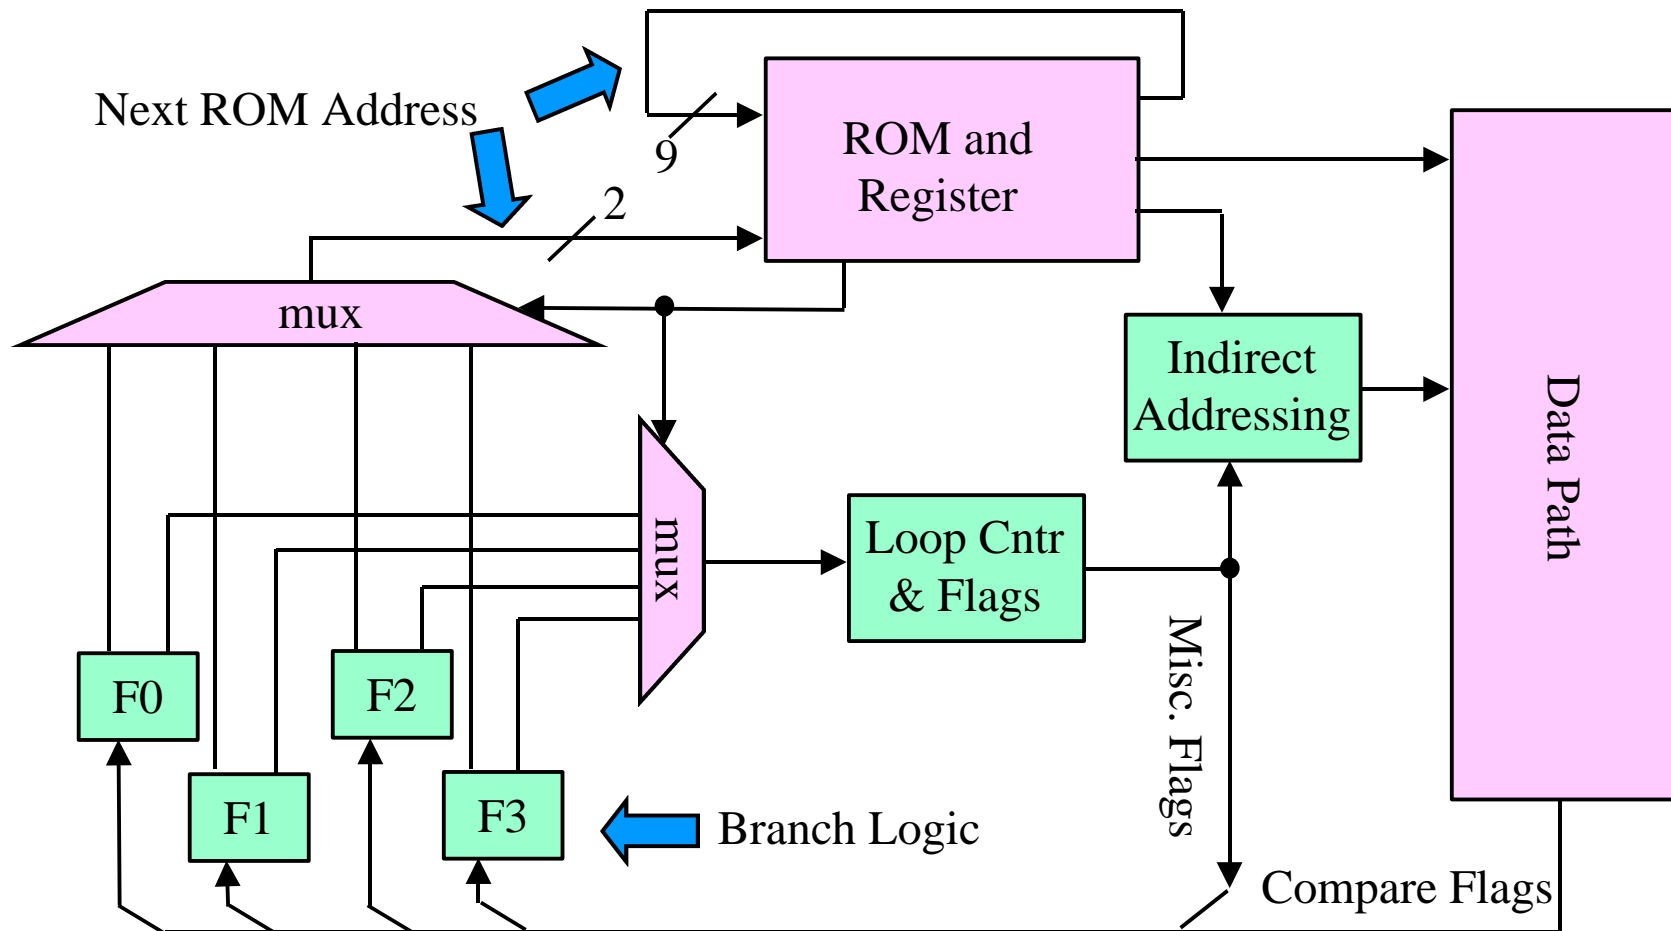 Next ROM Address
9
2
ROM and
Register
mux
Indirect
Addressing
Data Path
mux
Loop Cntr
& Flags
Misc. Flags
F0
F2
F1
F3
Branch Logic
Compare Flags